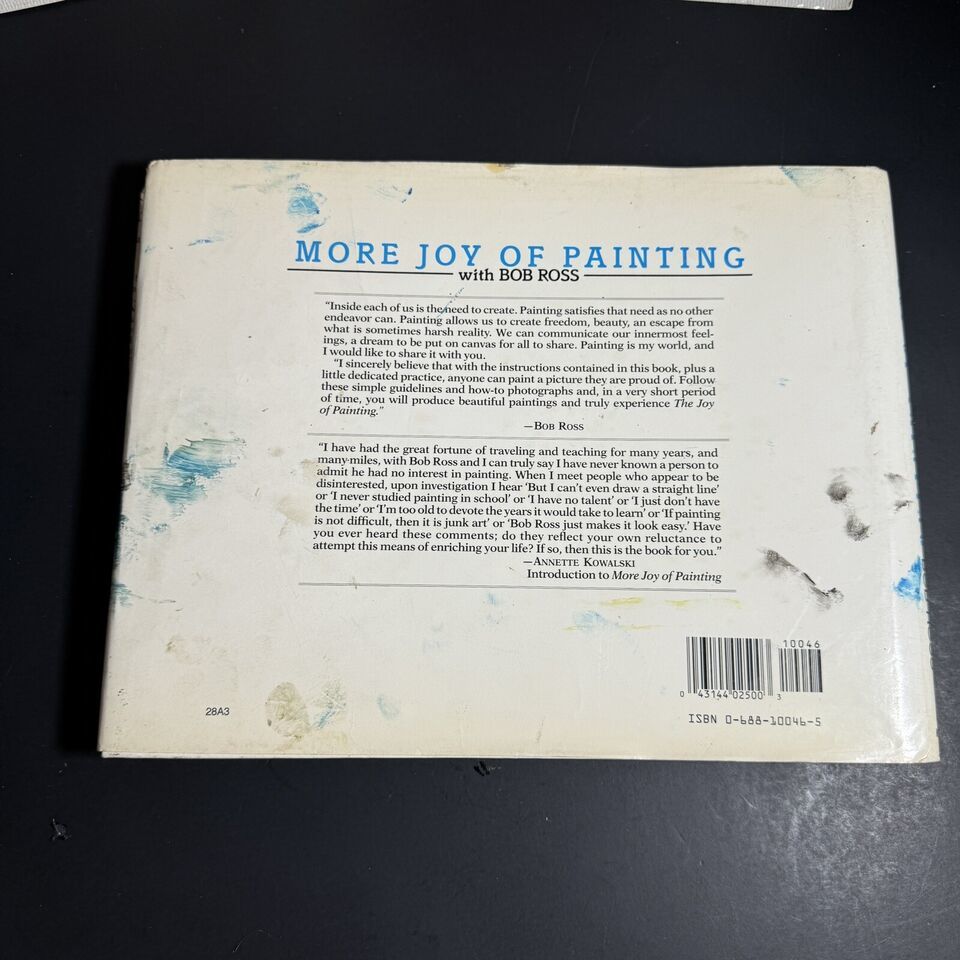 MORE JOY OF PAINTING
with BOB ROSS
“Inside each of us is the need to create. Painting satisfies that need as no other
endeavor can. Painting allows us to create freedom, beauty, an escape from
what is sometimes harsh reality. We can communicate our innermost feel-
ings, a dream to be put on canvas for all to share. Painting is my world, and
I would like to share it with you.
“I sincerely believe that with the instructions contained in this book, plus a
little dedicated practice, anyone can paint a picture they are proud of. Follow
these simple guidelines and how-to photographs and, in a very short period
of time, you will produce beautiful paintings and truly experience The Joy
of Painting.”
—BOB ROSS
“I have had the great fortune of traveling and teaching for many years, and
many miles, with Bob Ross and I can truly say I have never known a person to
admit he had no interest in painting. When I meet people who appear to be
disinterested, upon investigation I hear ‘But I can’t even draw a straight line’
or ‘I never studied painting in school’ or ‘I have no talent’ or ‘I just don’t have
the time’ or ‘I’m too old to devote the years it would take to learn’ or ‘If painting
is not difficult, then it is junk art’ or ‘Bob Ross just makes it look easy.’ Have
you ever heard these comments; do they reflect your own reluctance to
attempt this means of enriching your life? If so, then this is the book for you.”
—ANNETTE KOWALSKI
Introduction to More Joy of Painting
10046
0 43144 02500 3
28A3
ISBN 0-688-10046-5